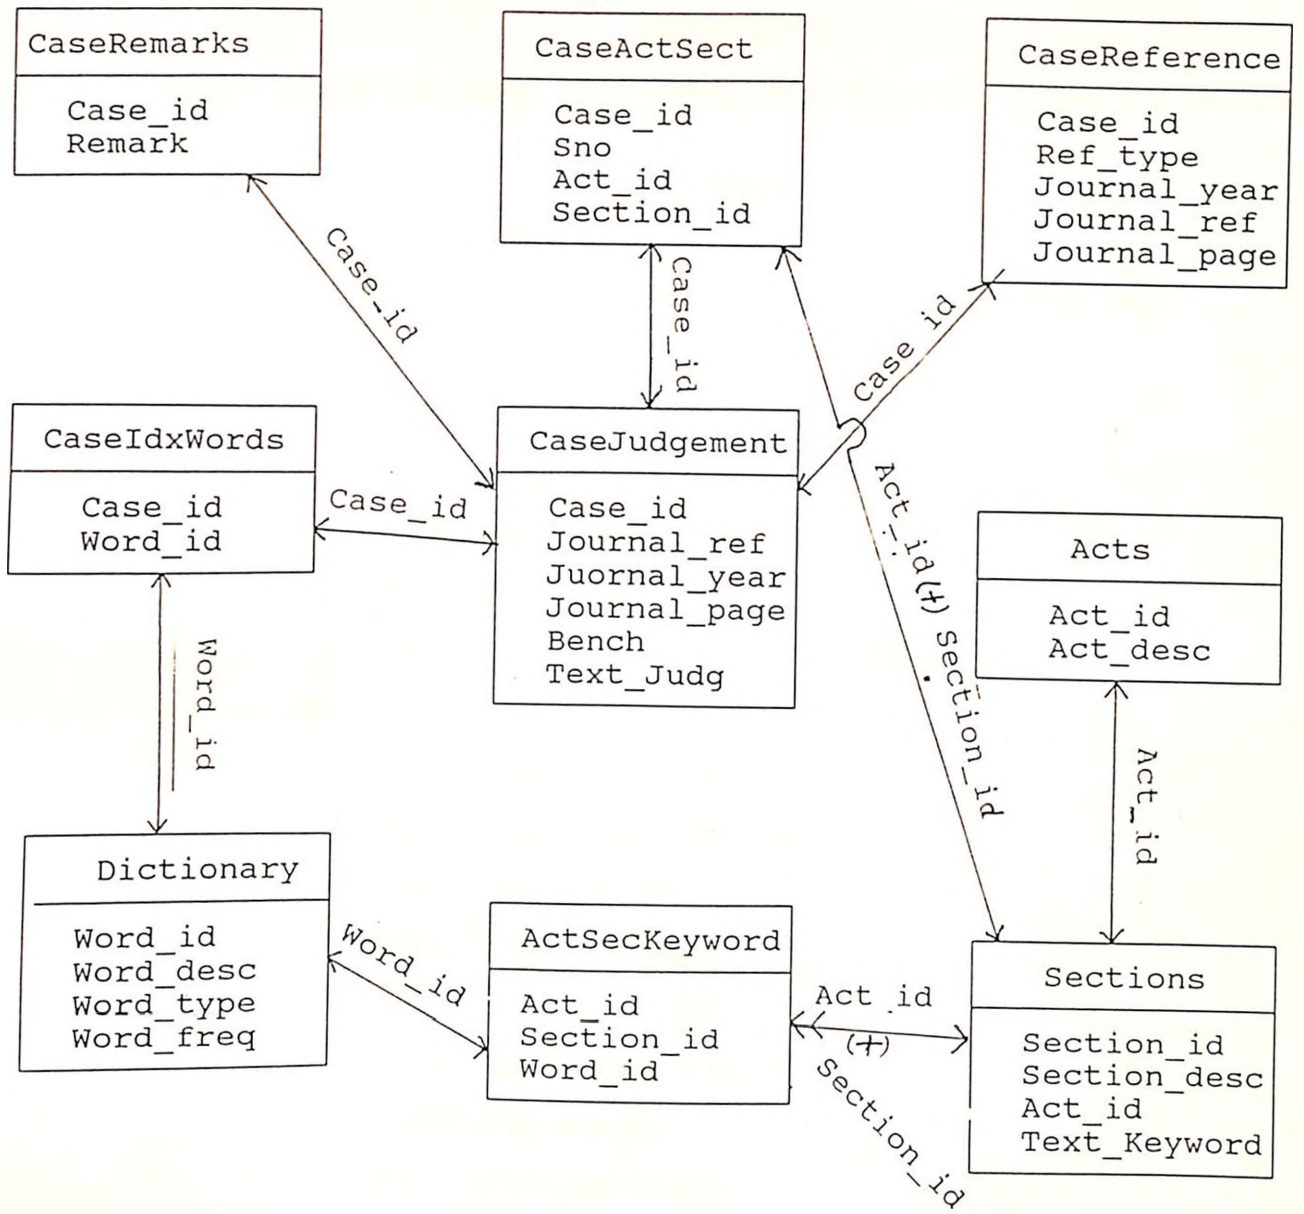 CaseRemarks
Case_id
Remark
CaseActSect
Case_id
Sno
Act_id
Section_id
CaseReference
Case_id
Ref_type
Journal_year
Journal_ref
Journal_page
Case_id
Case_id
Case id
CaseIdxWords
Case_id
Word_id
Case_id
CaseJudgement
Case_id
Journal_ref
Juornal_year
Journal_page
Bench
Text_Judg
Act_id(+) Section_id
Acts
Act_id
Act_desc
Word_id
Act_id
Dictionary
Word_id
Word_desc
Word_type
Word_freq
Word_id
ActSecKeyword
Act_id
Section_id
Word_id
Act_id
(+)
Section_id
Sections
Section_id
Section_desc
Act_id
Text_Keyword